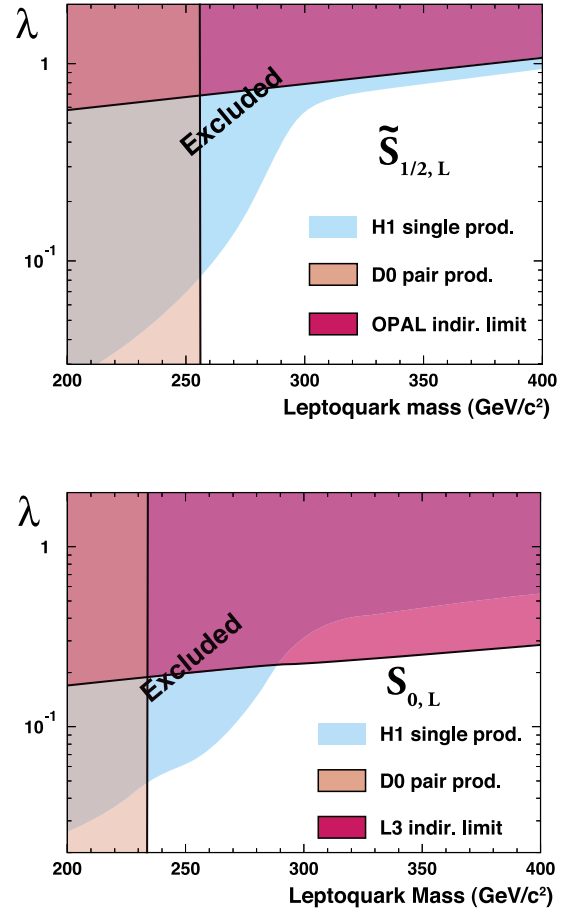 λ
1
10⁻¹
Excluded
S̃1/2, L
H1 single prod.
D0 pair prod.
OPAL indir. limit
200 250 300 350 400
Leptoquark mass (GeV/c²)
λ
1
10⁻¹
Excluded
S0, L
H1 single prod.
D0 pair prod.
L3 indir. limit
200 250 300 350 400
Leptoquark Mass (GeV/c²)